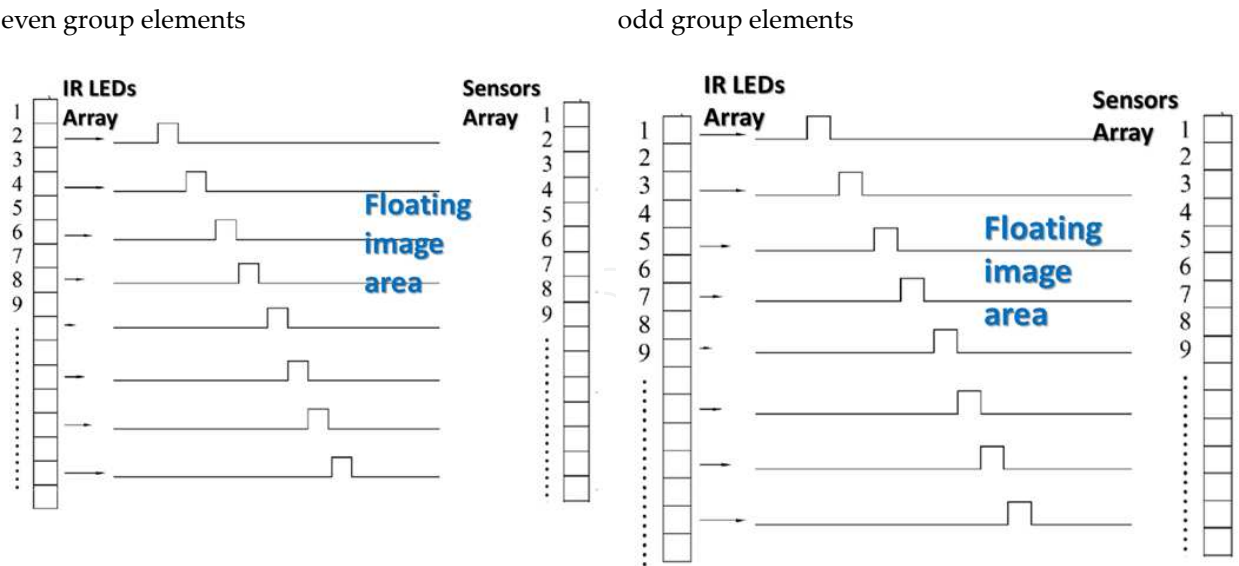 even group elements
odd group elements
IR LEDs
Array
Sensors
Array
1
2
3
4
5
6
7
8
9
Floating
image
area
1
2
3
4
5
6
7
8
9
IR LEDs
Array
Sensors
Array
1
2
3
4
5
6
7
8
9
Floating
image
area
1
2
3
4
5
6
7
8
9